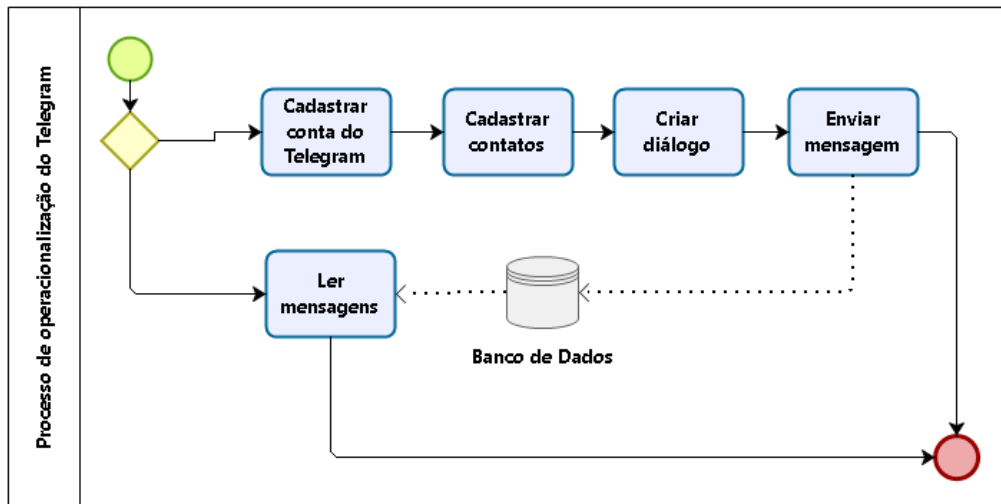 Processo de operacionalização do Telegram
Cadastrar
conta do
Telegram
Cadastrar
contatos
Criar
diálogo
Enviar
mensagem
Ler
mensagens
Banco de Dados